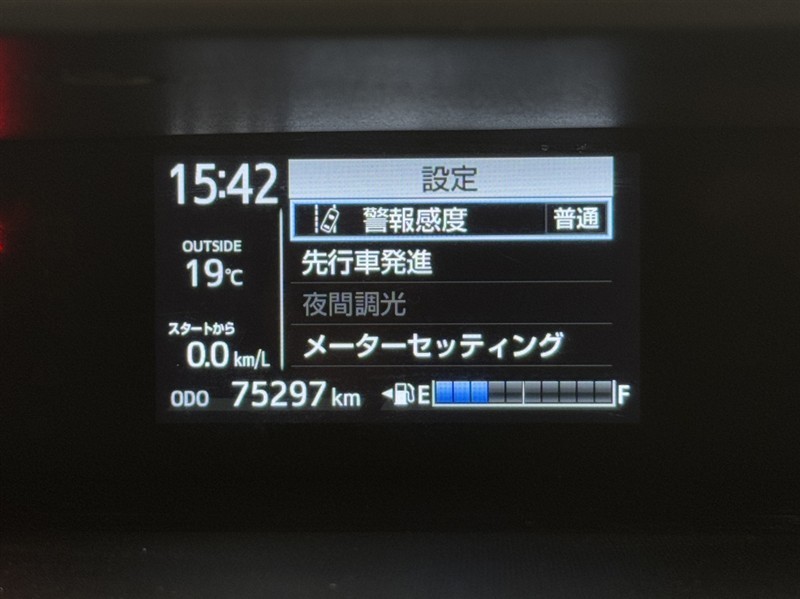 15:42
OUTSIDE
19℃
スタートから
0.0 km/L
設定
警報感度 普通
先行車発進
夜間調光
メーターセッティング
ODO 75297 km E F